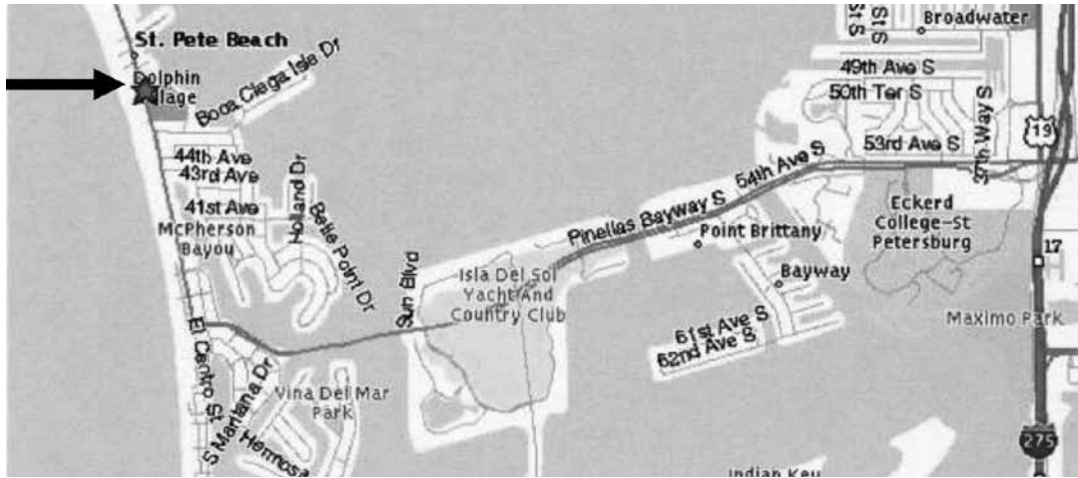 St. Pete Beach
Dolphin
Village
Boca Ciega Isle Dr
44th Ave
43rd Ave
41st Ave
McPherson
Bayou
Holland Dr
Belle Point Dr
El Centro St
S Maritana Dr
Hermosa
Vina Del Mar
Park
Sun Blvd
Isla Del Sol
Yacht And
Country Club
Pinellas Bayway S
54th Ave S
Point Brittany
Bayway
61st Ave S
62nd Ave S
St S
St S
Broadwater
49th Ave S
50th Ter S
53rd Ave S
37th Way S
19
Eckerd
College-St
Petersburg
17
Maximo Park
275
Indian Key